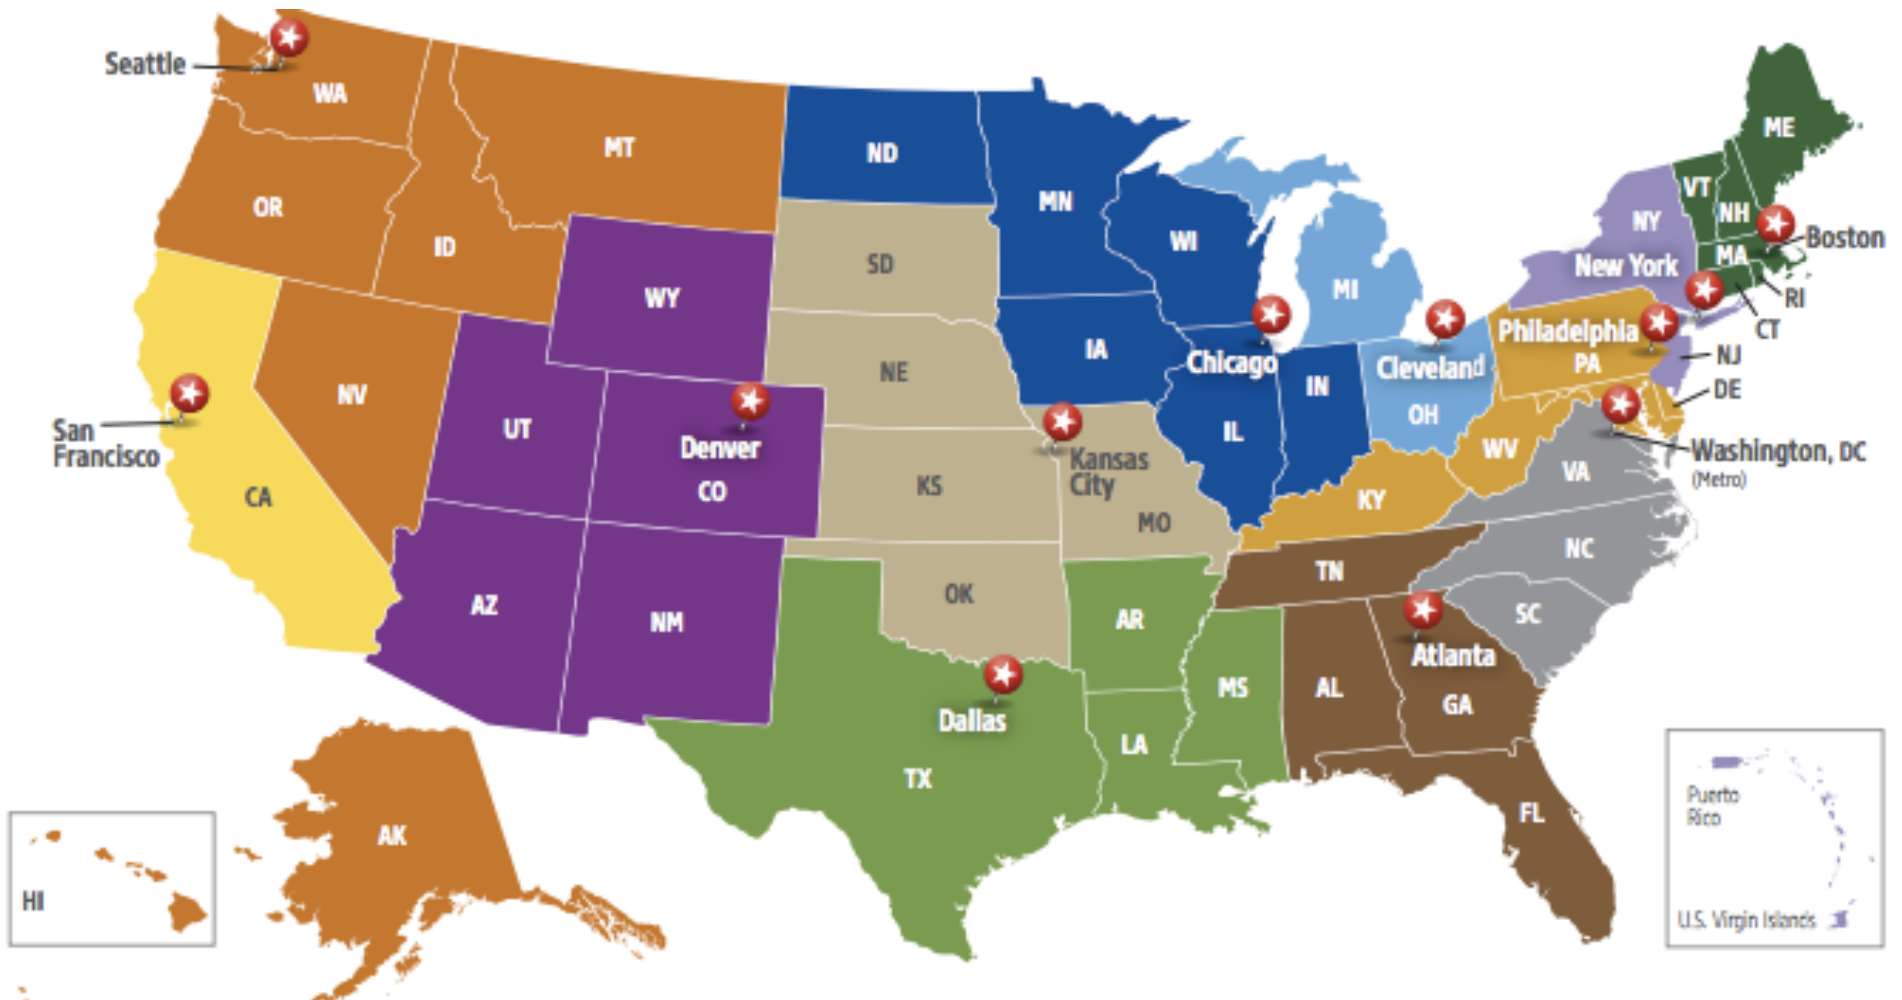 Seattle
WA
MT
ND
MN
ME
VT
NH
OR
ID
SD
WI
MI
NY
New York
MA
Boston
RI
CT
WY
NE
IA
Chicago
Cleveland
Philadelphia
PA
NJ
DE
NV
UT
Denver
CO
KS
Kansas
City
MO
IL
IN
OH
WV
VA
Washington, DC
(Metro)
San
Francisco
CA
KY
NC
TN
SC
AZ
NM
OK
AR
Atlanta
GA
AL
MS
Dallas
TX
LA
FL
AK
HI
Puerto
Rico
U.S. Virgin Islands